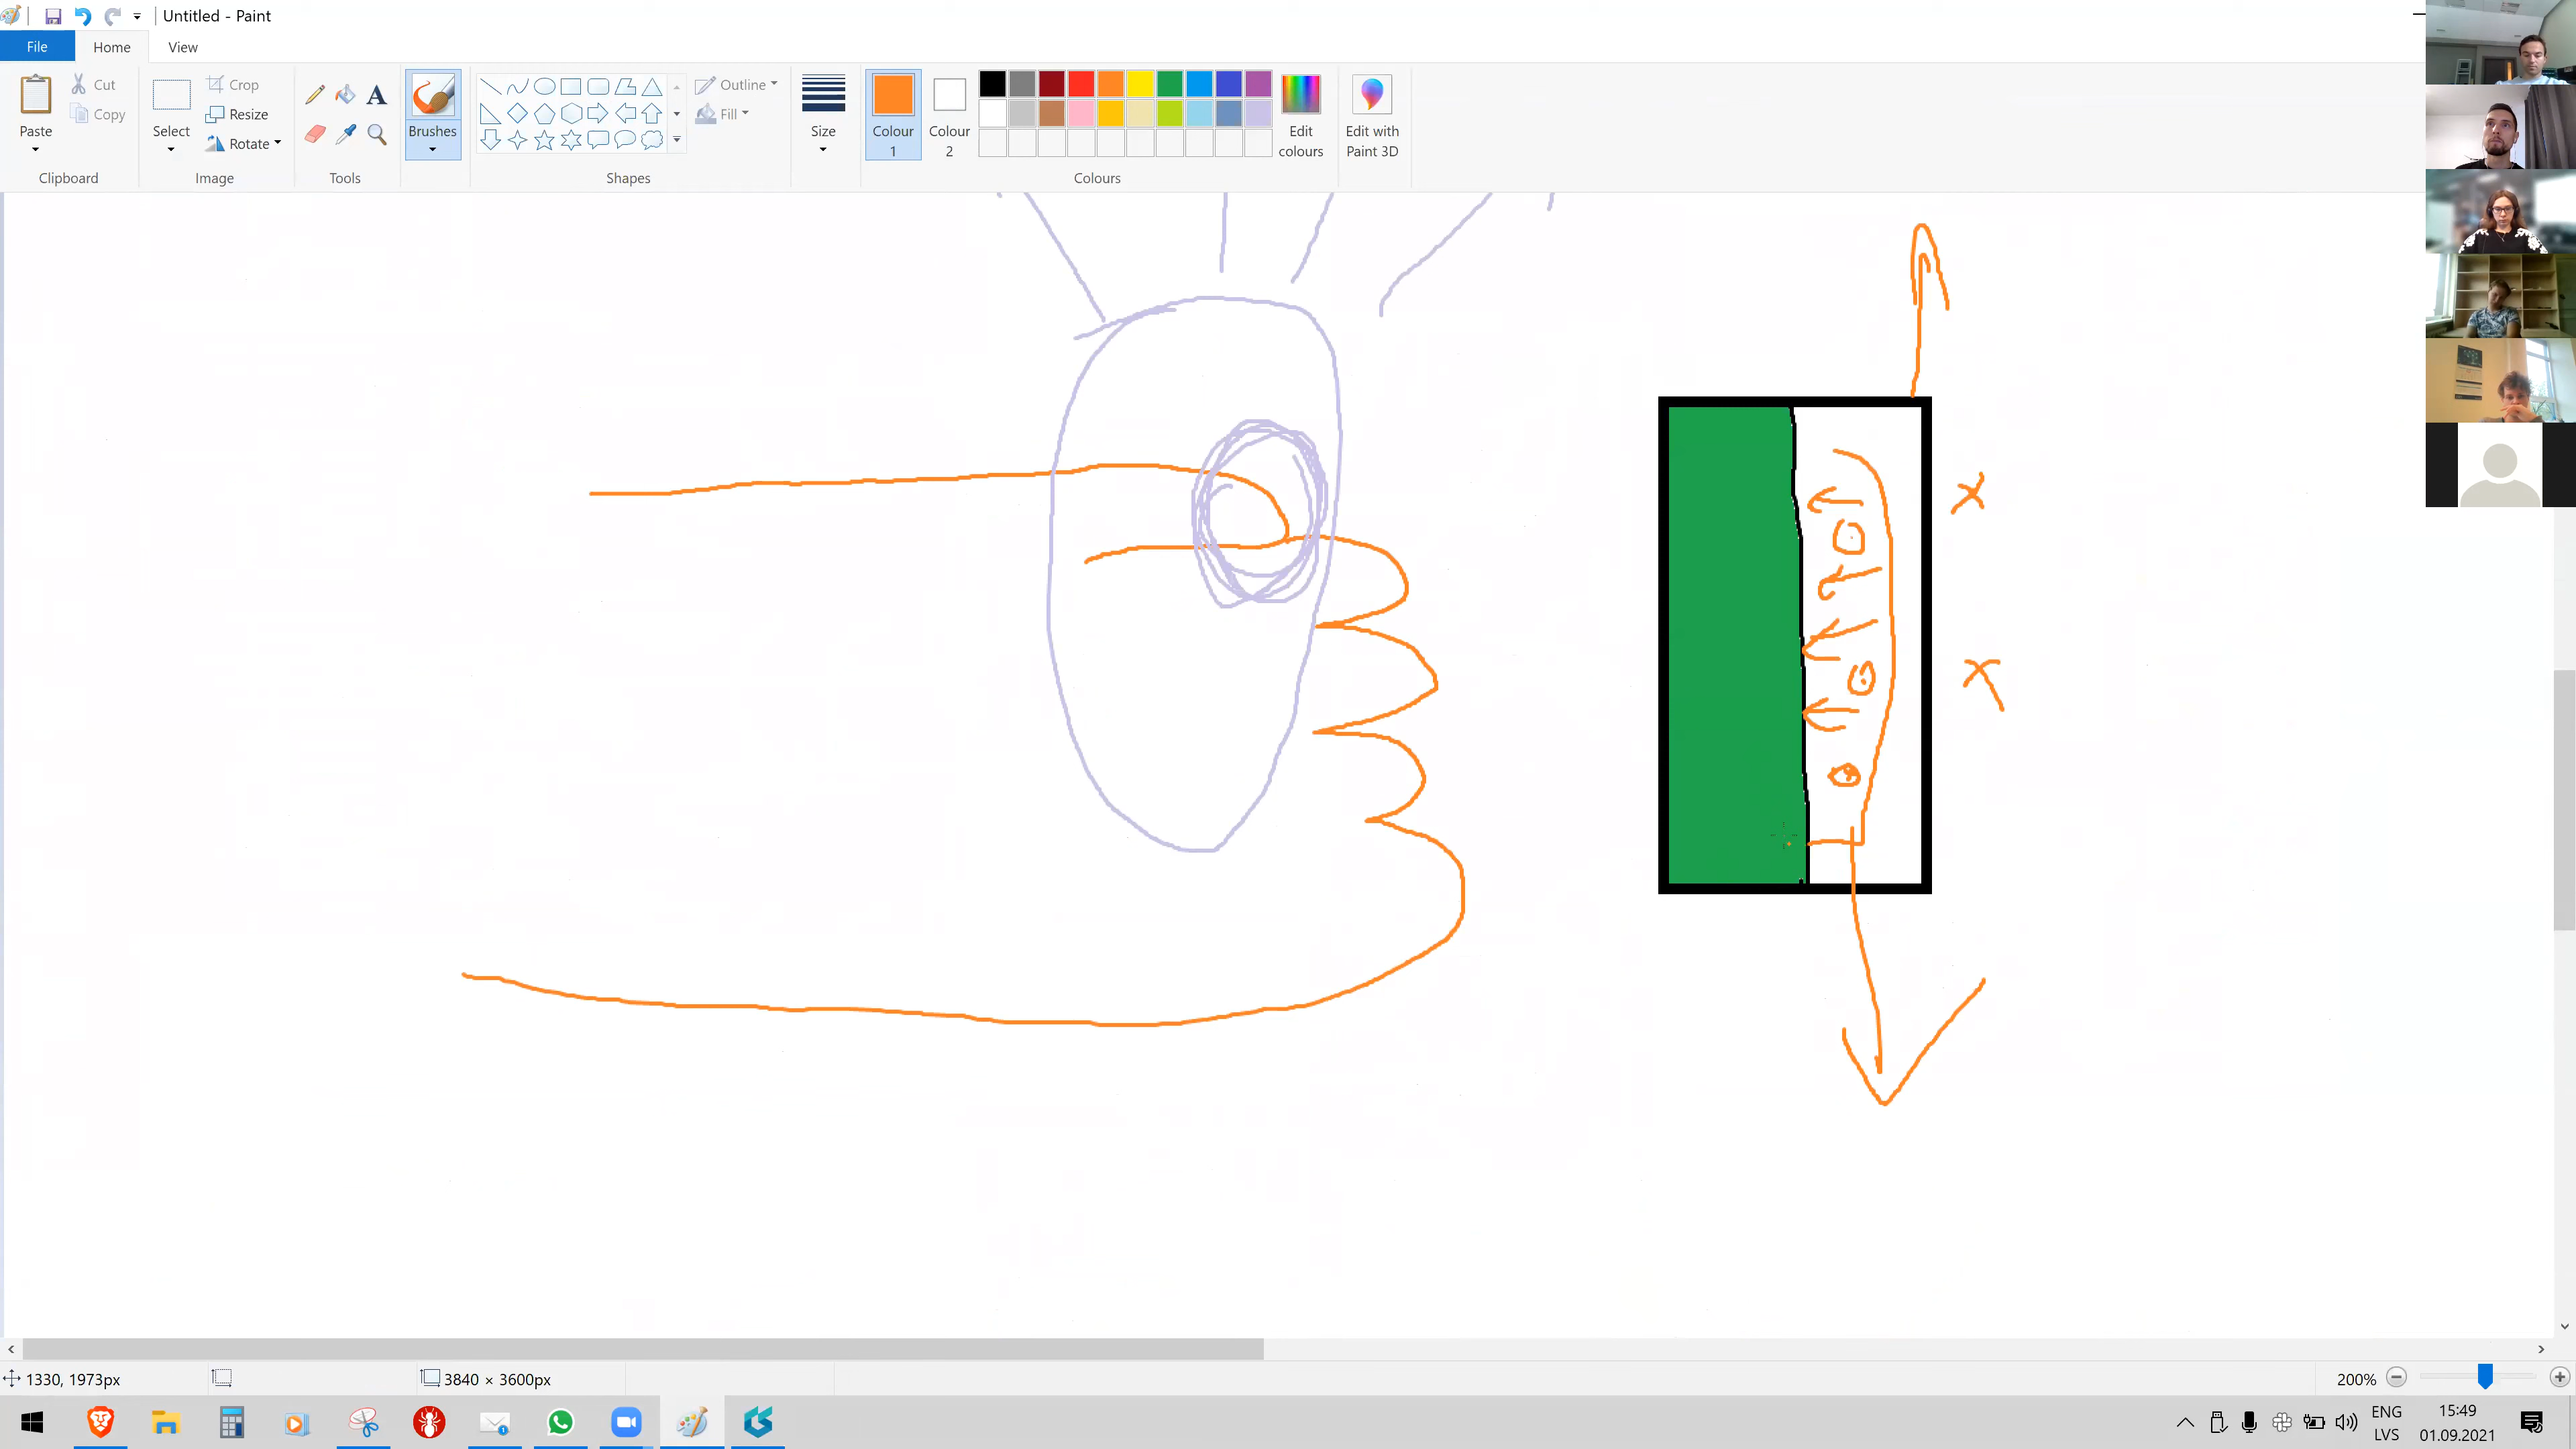 Untitled - Paint
File Home View
Paste
Cut
Copy
Clipboard
Select
Crop
Resize
Rotate
Image
A
Tools
Brushes
Outline
Fill
Shapes
Size
Colour 1
Colour 2
Edit colours
Edit with Paint 3D
Colours
x
x
1330, 1973px
3840 × 3600px
200%
ENG
LVS
15:49
01.09.2021